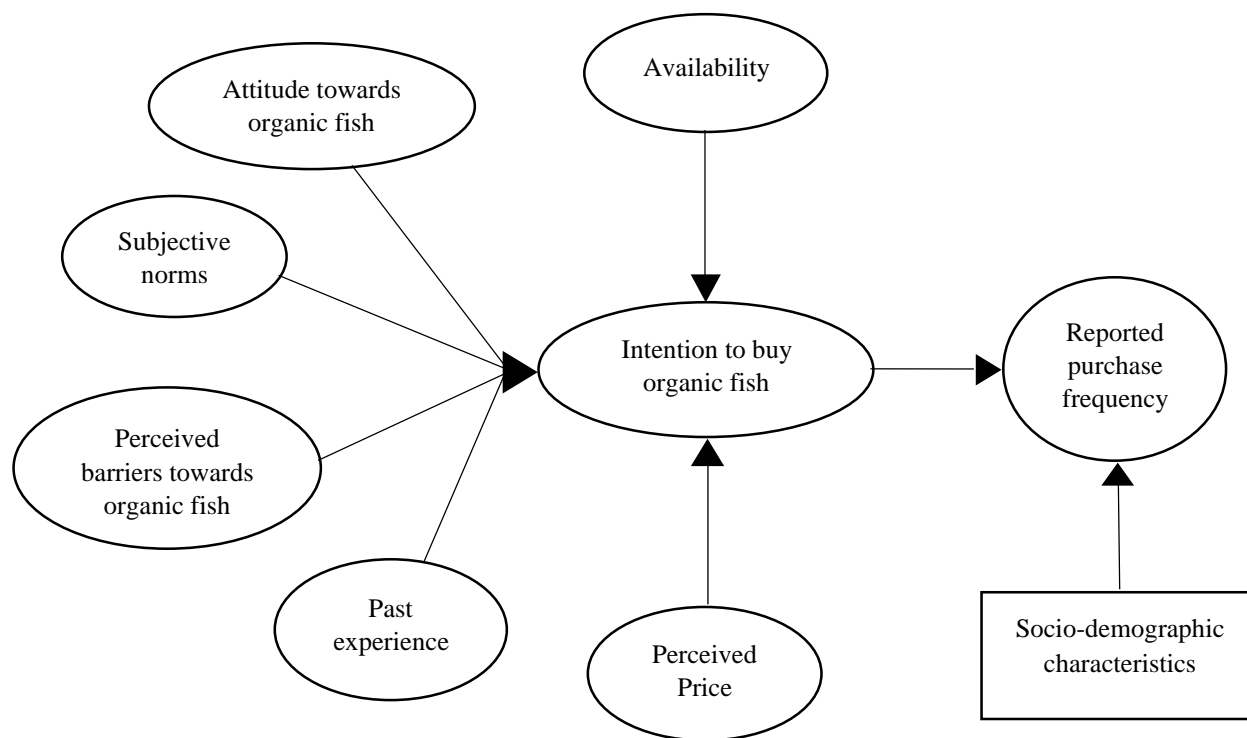 Attitude towards
organic fish
Availability
Subjective
norms
Intention to buy
organic fish
Reported
purchase
frequency
Perceived
barriers towards
organic fish
Past
experience
Perceived
Price
Socio-demographic
characteristics